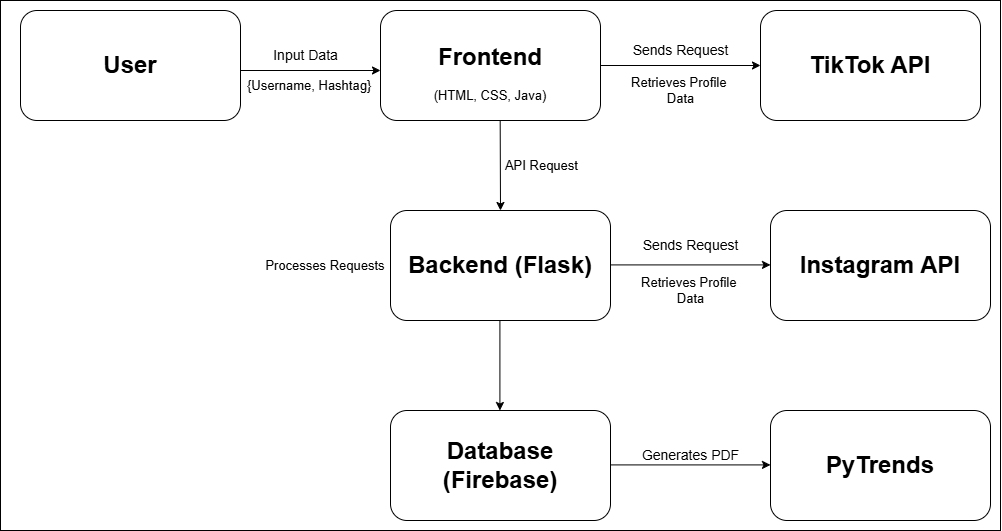 User
Input Data
{Username, Hashtag}
Frontend
(HTML, CSS, Java)
Sends Request
Retrieves Profile
Data
TikTok API
API Request
Processes Requests
Backend (Flask)
Sends Request
Retrieves Profile
Data
Instagram API
Database
(Firebase)
Generates PDF
PyTrends